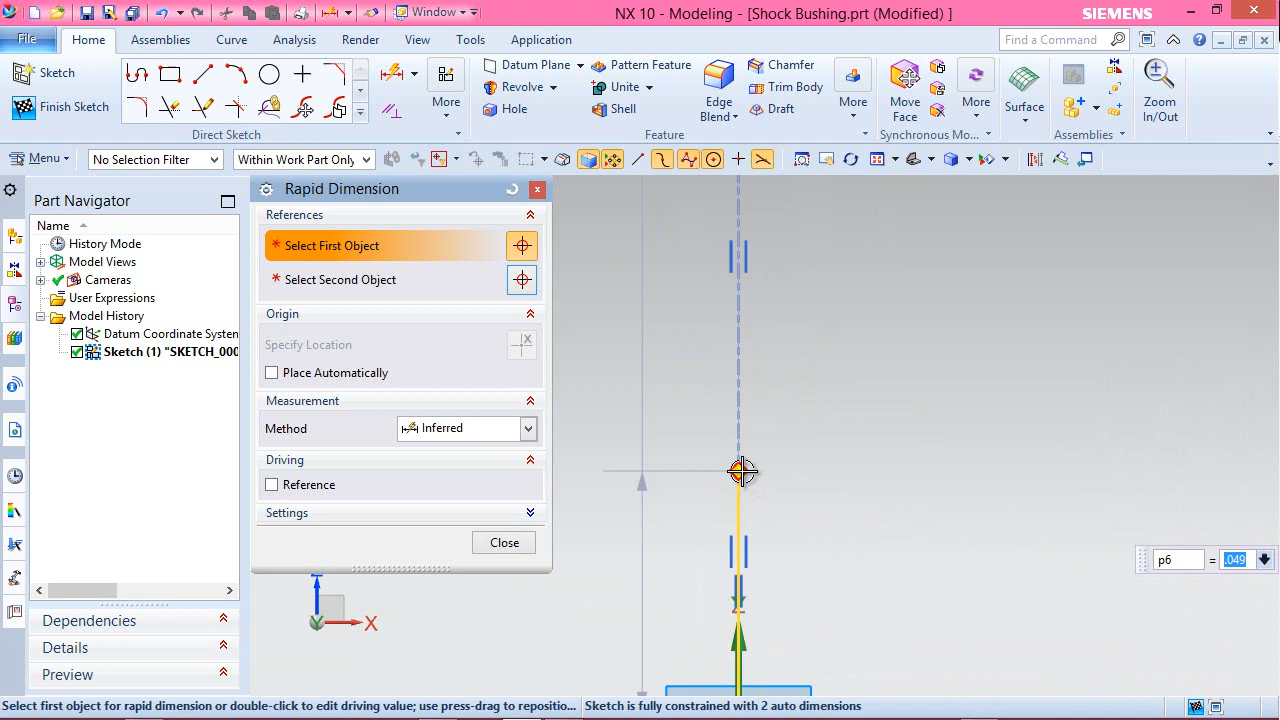 NX 10 - Modeling - [Shock Bushing.prt (Modified) ]
SIEMENS
Window
File
Home
Assemblies
Curve
Analysis
Render
View
Tools
Application
Find a Command
Sketch
Finish Sketch
Direct Sketch
More
Datum Plane
Revolve
Hole
Pattern Feature
Unite
Shell
Edge
Blend
Chamfer
Trim Body
Draft
More
Feature
Move
Face
More
Synchronous Mo...
Surface
Assemblies
Zoom
In/Out
Menu
No Selection Filter
Within Work Part Only
Part Navigator
Name
History Mode
Model Views
Cameras
User Expressions
Model History
Datum Coordinate System
Sketch (1) "SKETCH_000
Dependencies
Details
Preview
Rapid Dimension
References
* Select First Object
* Select Second Object
Origin
Specify Location
Place Automatically
Measurement
Method
Inferred
Driving
Reference
Settings
Close
Y
X
p6 = .049
Select first object for rapid dimension or double-click to edit driving value; use press-drag to repositio...
Sketch is fully constrained with 2 auto dimensions